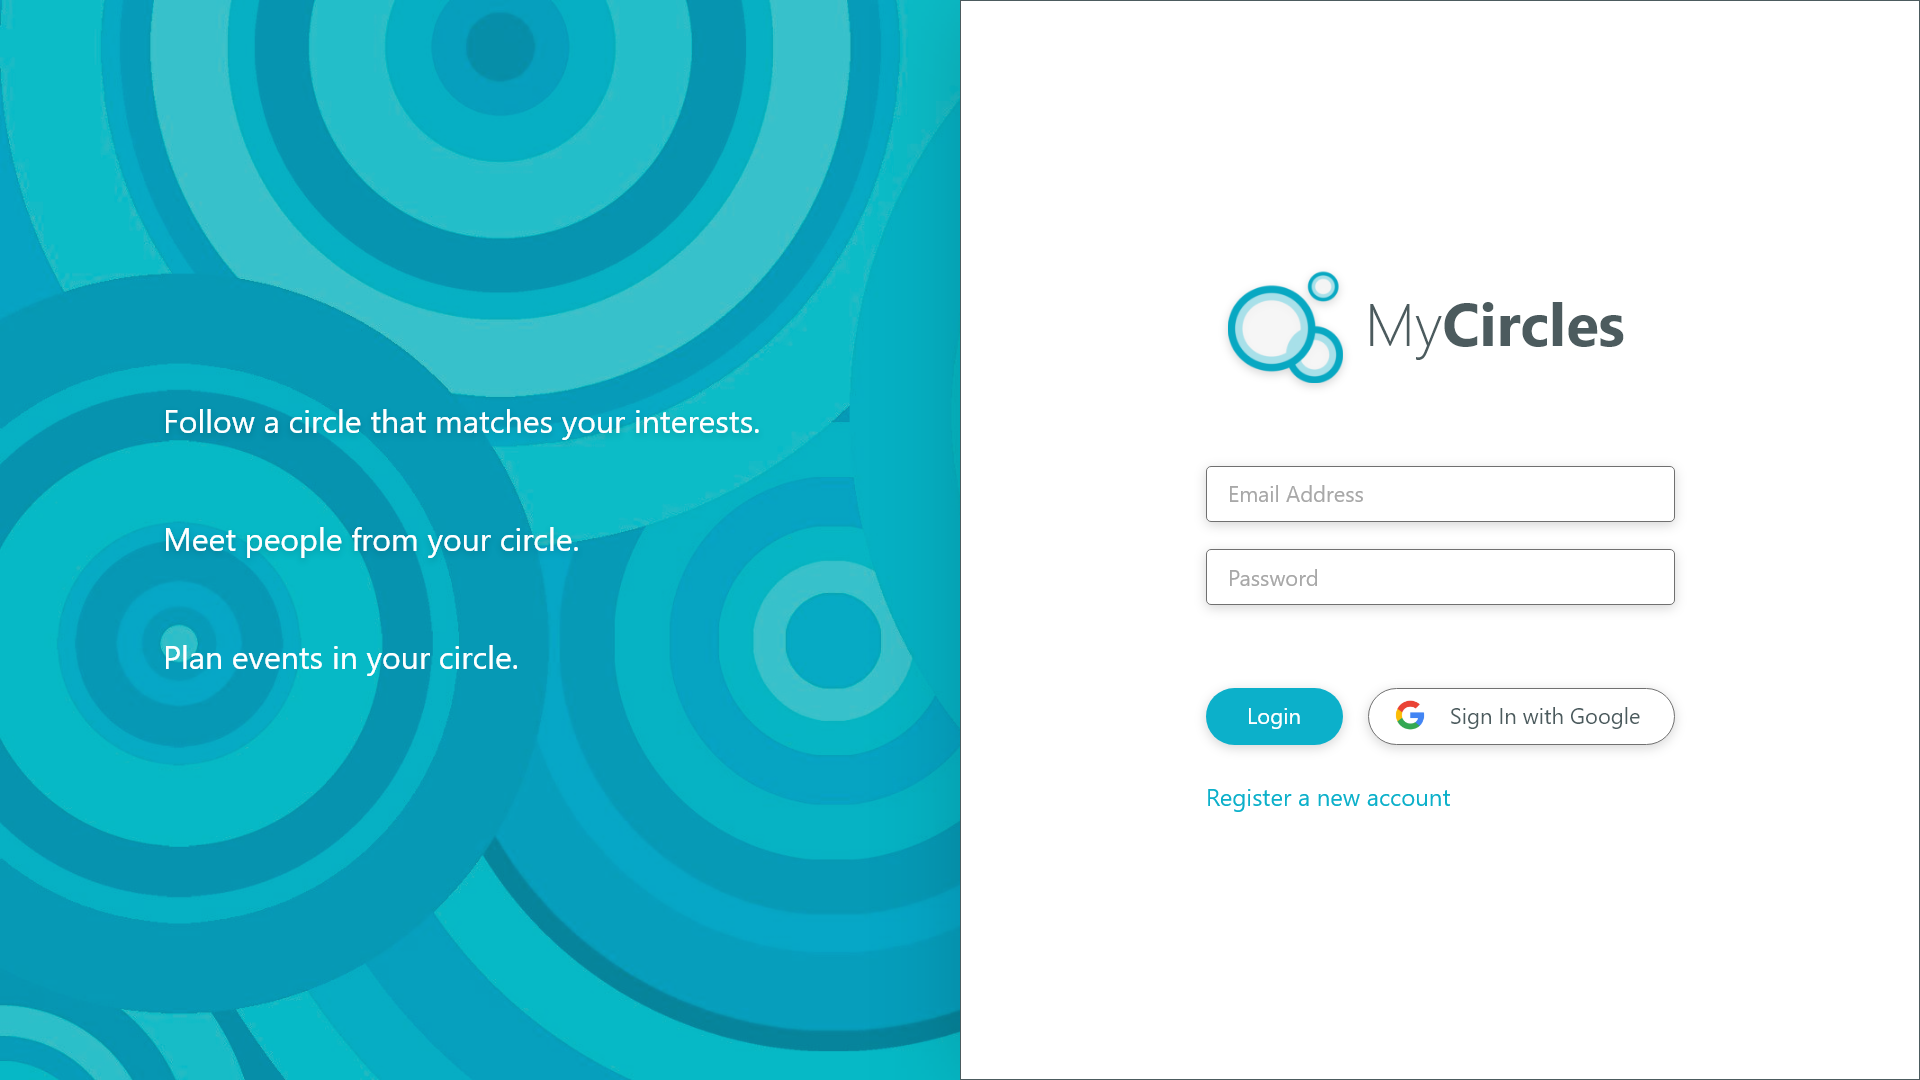 Follow a circle that matches your interests.
Meet people from your circle.
Plan events in your circle.
MyCircles
Email Address
Password
Login
Sign In with Google
Register a new account